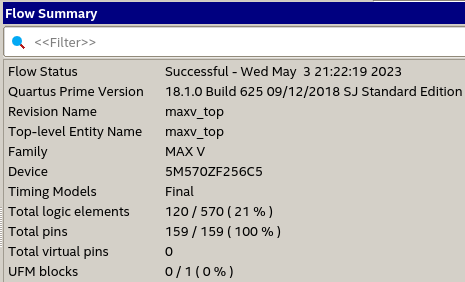 Flow Summary
<<Filter>>
Flow Status Successful - Wed May 3 21:22:19 2023
Quartus Prime Version 18.1.0 Build 625 09/12/2018 SJ Standard Edition
Revision Name maxv_top
Top-level Entity Name maxv_top
Family MAX V
Device 5M570ZF256C5
Timing Models Final
Total logic elements 120 / 570 ( 21 % )
Total pins 159 / 159 ( 100 % )
Total virtual pins 0
UFM blocks 0 / 1 ( 0 % )